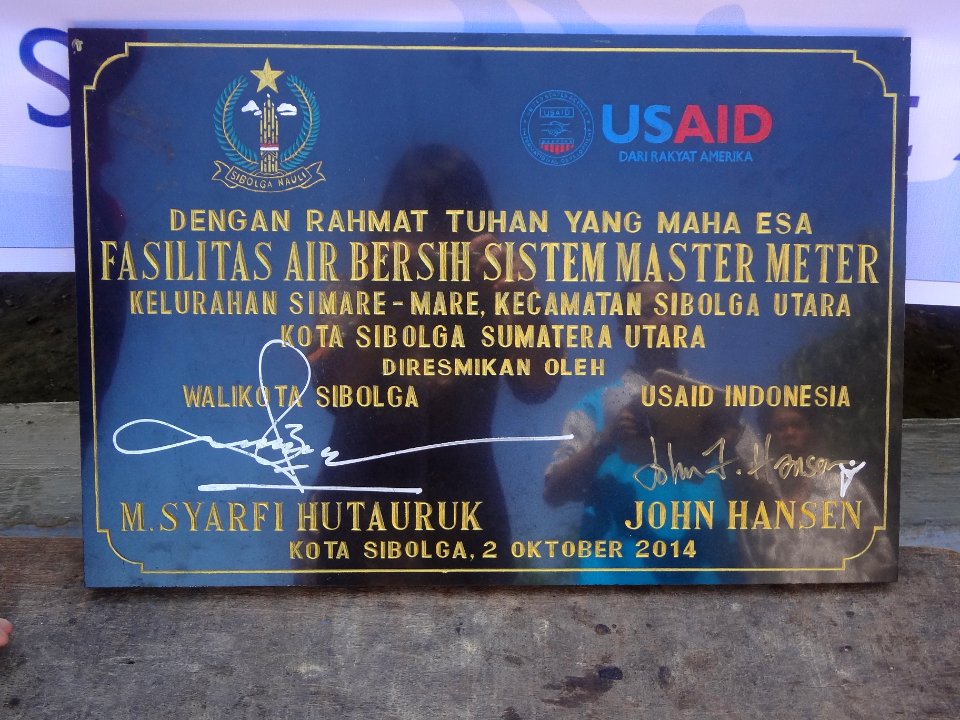 SIBOLGA NAULI
USAID
USAID
DARI RAKYAT AMERIKA
DENGAN RAHMAT TUHAN YANG MAHA ESA
FASILITAS AIR BERSIH SISTEM MASTER METER
KELURAHAN SIMARE-MARE, KECAMATAN SIBOLGA UTARA
KOTA SIBOLGA SUMATERA UTARA
DIRESMIKAN OLEH
WALIKOTA SIBOLGA USAID INDONESIA
John F. Hansen
M. SYARFI HUTAURUK JOHN HANSEN
KOTA SIBOLGA, 2 OKTOBER 2014